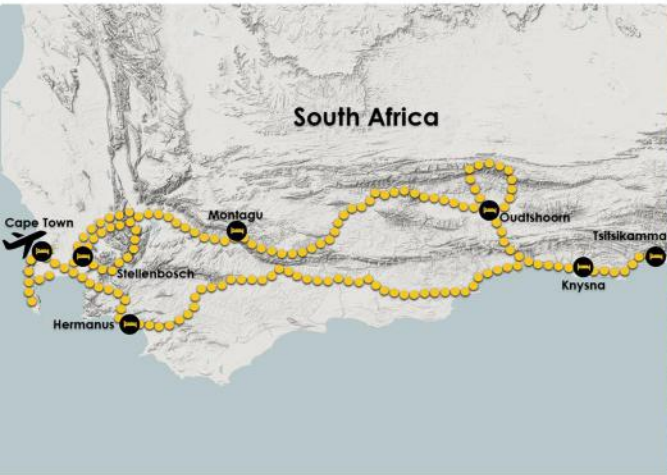 South Africa
Cape Town
Montagu
Oudtshoorn
Tsitsikamma
Stellenbosch
Knysna
Hermanus